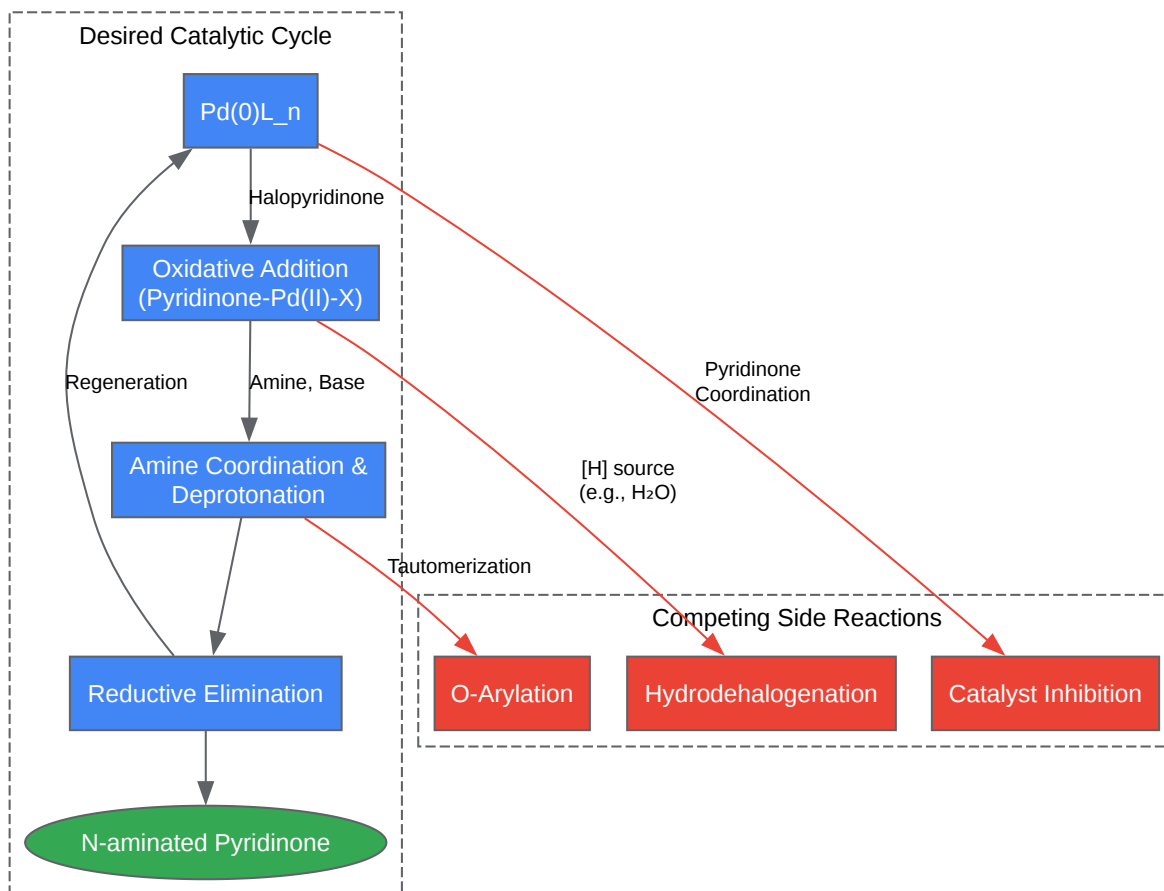 Desired Catalytic Cycle
Pd(0)L_n
Halopyridinone
Oxidative Addition
(Pyridinone-Pd(II)-X)
Regeneration
Amine, Base
Pyridinone
Coordination
Amine Coordination &
Deprotonation
[H] source
(e.g., H₂O)
Tautomerization
Competing Side Reactions
Reductive Elimination
O-Arylation
Hydrodehalogenation
Catalyst Inhibition
N-aminated Pyridinone